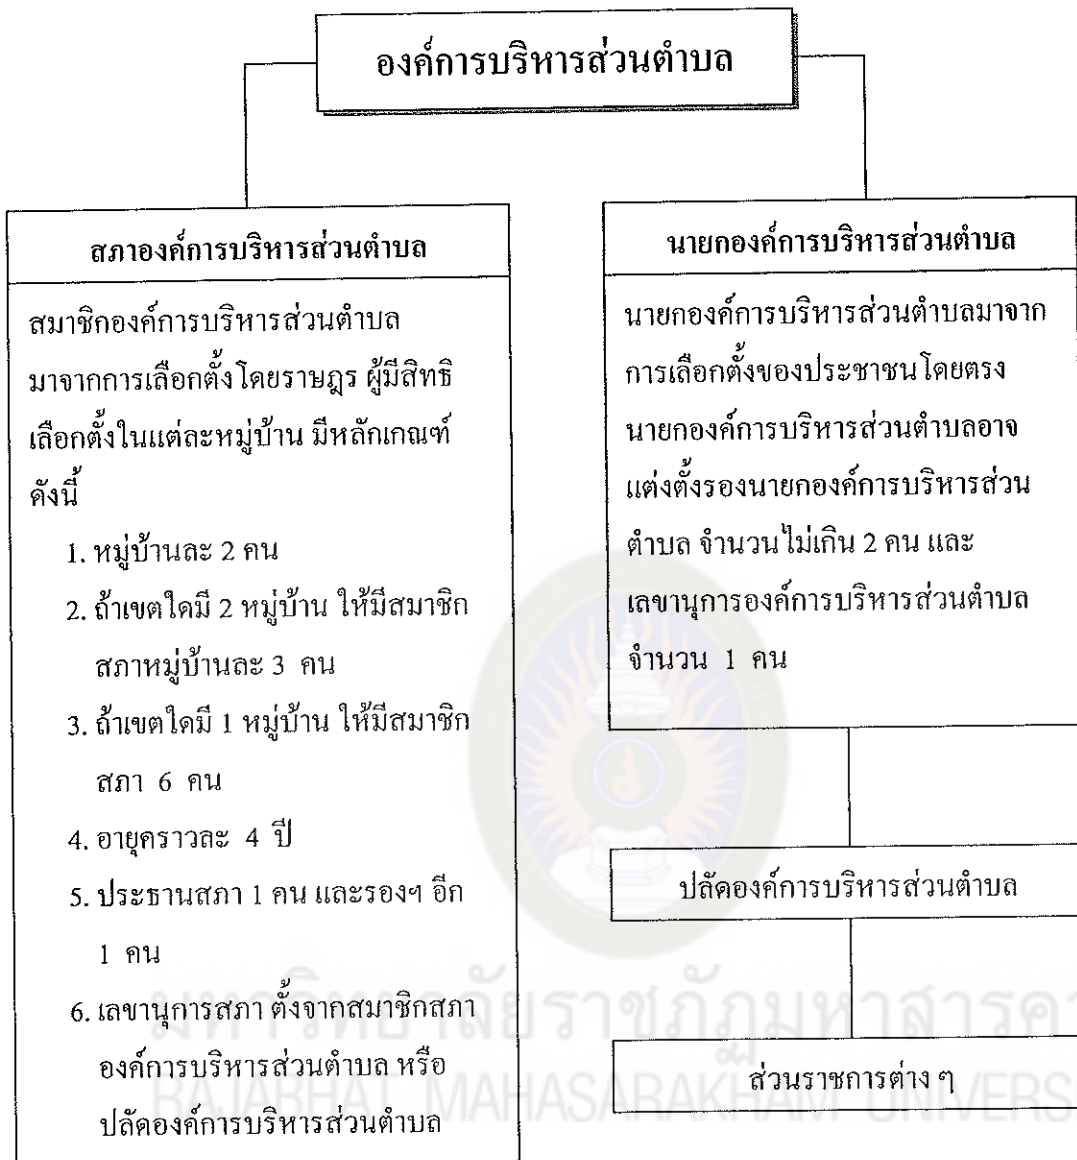 องค์การบริหารส่วนตำบล
สภาองค์การบริหารส่วนตำบล
สมาชิกองค์การบริหารส่วนตำบล
มาจากการเลือกตั้งโดยราษฎร ผู้มีสิทธิ
เลือกตั้งในแต่ละหมู่บ้าน มีหลักเกณฑ์
ดังนี้
1. หมู่บ้านละ 2 คน
2. ถ้าเขตใดมี 2 หมู่บ้าน ให้มีสมาชิก
สภาหมู่บ้านละ 3 คน
3. ถ้าเขตใดมี 1 หมู่บ้าน ให้มีสมาชิก
สภา 6 คน
4. อายุคราวละ 4 ปี
5. ประธานสภา 1 คน และรองฯ อีก
1 คน
6. เลขานุการสภา ตั้งจากสมาชิกสภา
องค์การบริหารส่วนตำบล หรือ
ปลัดองค์การบริหารส่วนตำบล
นายกองค์การบริหารส่วนตำบล
นายกองค์การบริหารส่วนตำบลมาจาก
การเลือกตั้งของประชาชนโดยตรง
นายกองค์การบริหารส่วนตำบลอาจ
แต่งตั้งรองนายกองค์การบริหารส่วน
ตำบล จำนวนไม่เกิน 2 คน และ
เลขานุการองค์การบริหารส่วนตำบล
จำนวน 1 คน
ปลัดองค์การบริหารส่วนตำบล
ส่วนราชการต่าง ๆ
มหาวิทยาลัยราชภัฏมหาสารคา
RAJABHAT MAHASARAKHAM UNIVERS